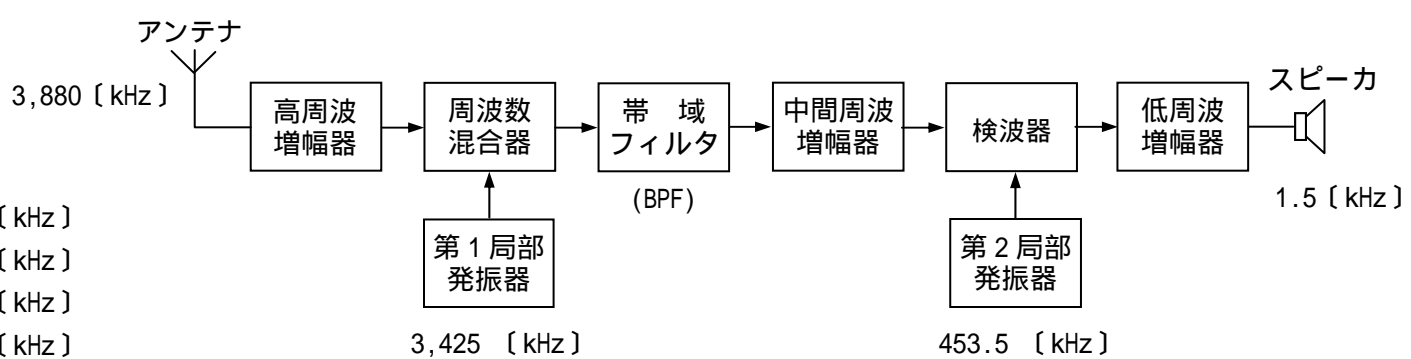 アンテナ
3,880〔kHz〕
高周波
増幅器
周波数
混合器
帯 域
フィルタ
(BPF)
中間周波
増幅器
検波器
低周波
増幅器
スピーカ
1.5〔kHz〕
第1局部
発振器
3,425 〔kHz〕
第2局部
発振器
453.5 〔kHz〕
〔kHz〕
〔kHz〕
〔kHz〕
〔kHz〕